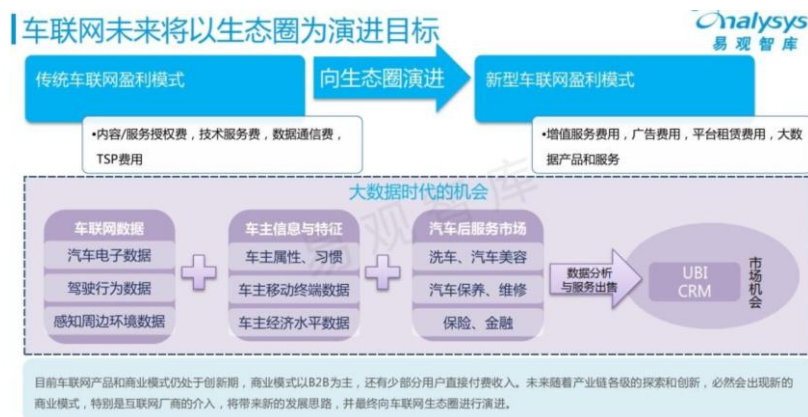 车联网未来将以生态圈为演进目标
analysys
易观智库
传统车联网盈利模式
向生态圈演进
新型车联网盈利模式
•内容/服务授权费，技术服务费，数据通信费，
TSP费用
•增值服务费用，广告费用，平台租赁费用，大数
据产品和服务
大数据时代的机会
车联网数据
汽车电子数据
驾驶行为数据
感知周边环境数据
+
车主信息与特征
车主属性、习惯
车主移动终端数据
车主经济水平数据
+
汽车后服务市场
洗车、汽车美容
汽车保养、维修
保险、金融
数据分析
与服务出售
UBI
CRM
市场机会
易观智库
目前车联网产品和商业模式仍处于创新期，商业模式以B2B为主，还有少部分用户直接付费收入。未来随着产业链各级的探索和创新，必然会出现新的
商业模式，特别是互联网厂商的介入，将带来新的发展思路，并最终向车联网生态圈进行演进。